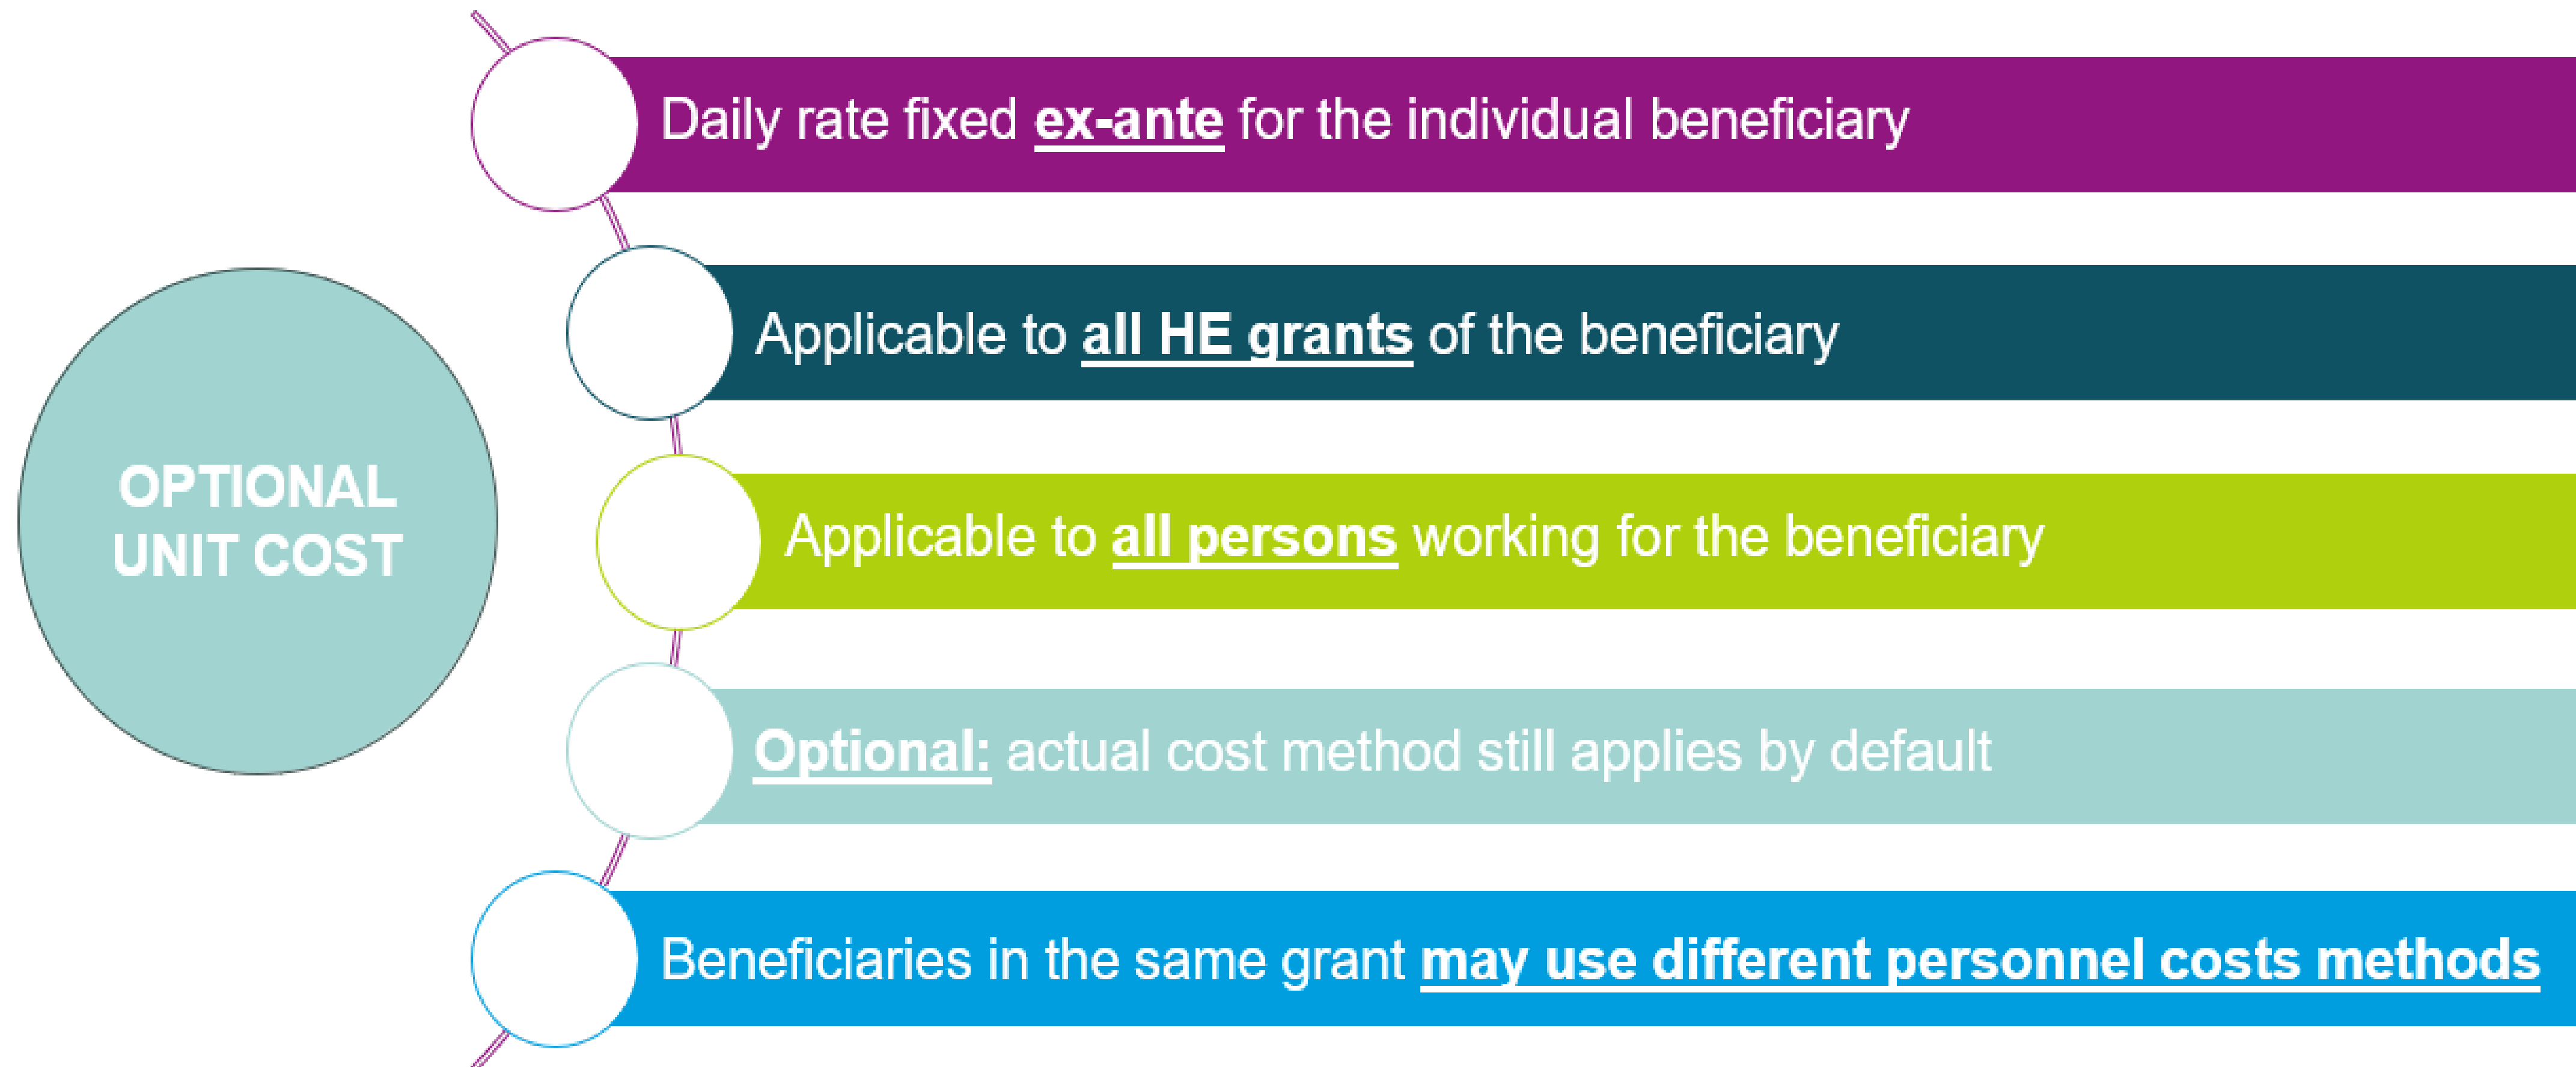 OPTIONAL
UNIT COST
Daily rate fixed ex-ante for the individual beneficiary
Applicable to all HE grants of the beneficiary
Applicable to all persons working for the beneficiary
Optional: actual cost method still applies by default
Beneficiaries in the same grant may use different personnel costs methods